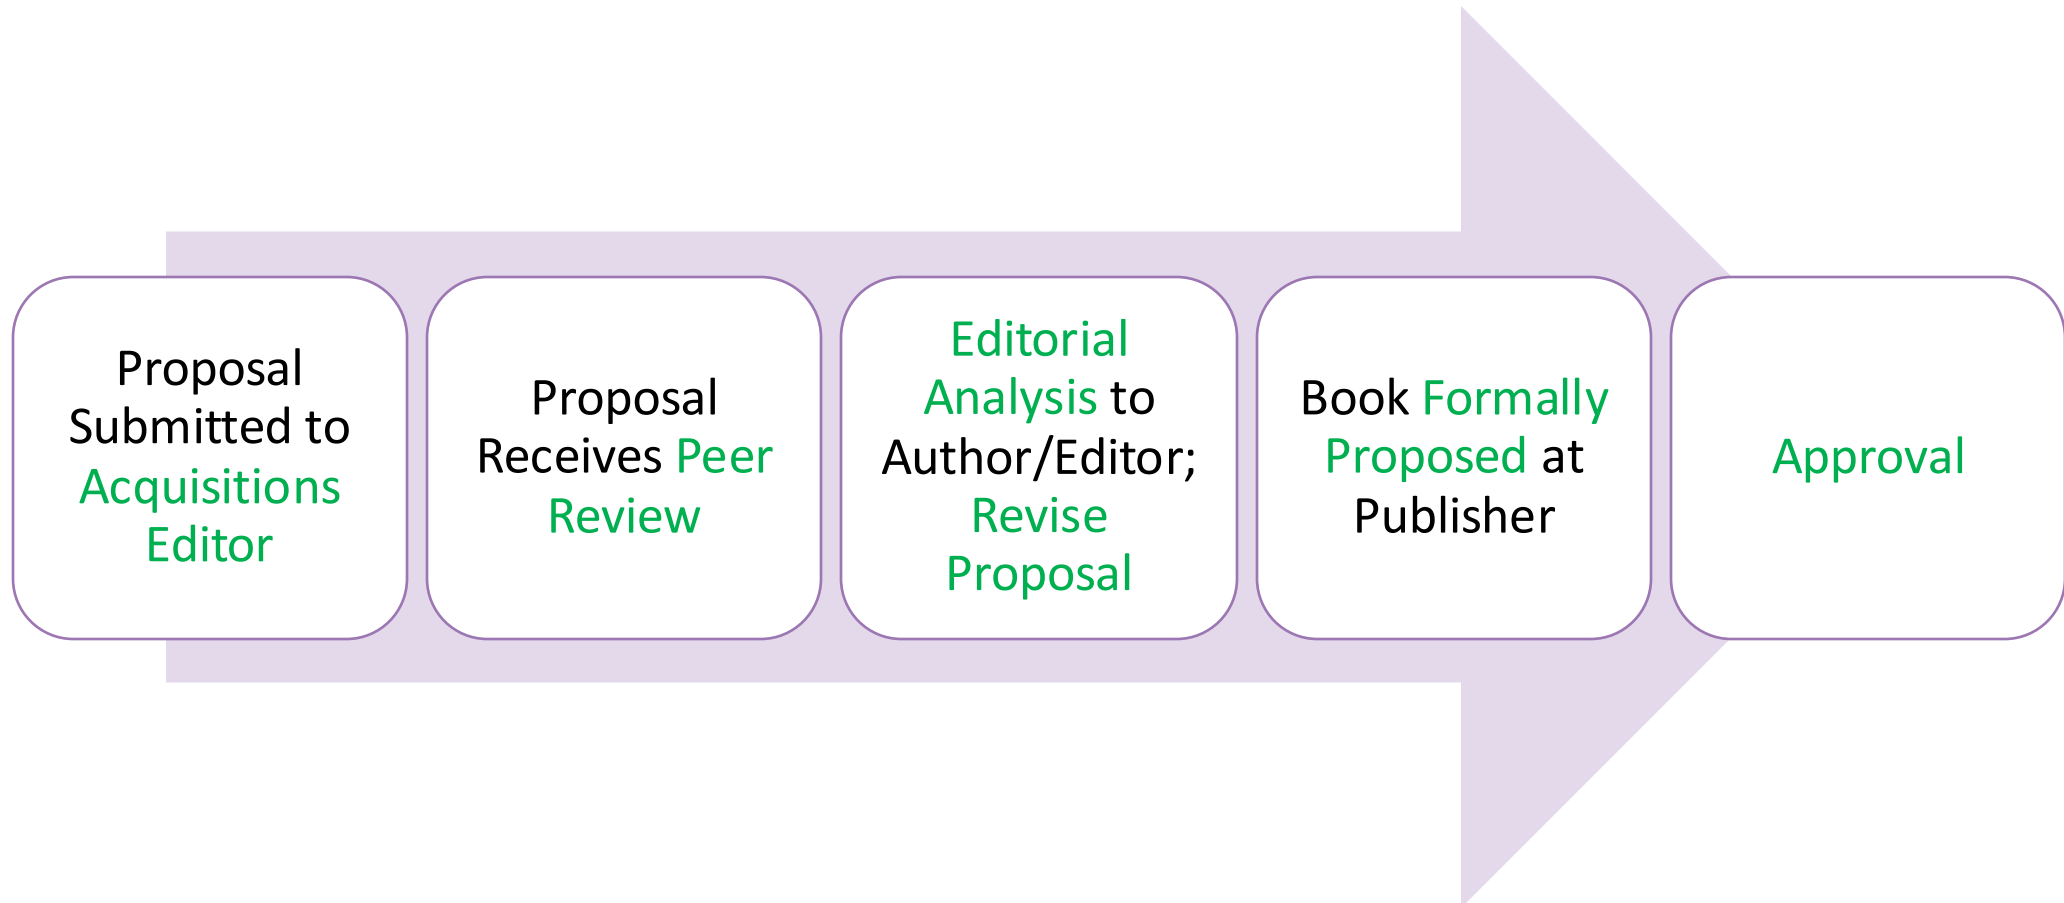 Proposal
Submitted to
Acquisitions
Editor
Proposal
Receives Peer
Review
Editorial
Analysis to
Author/Editor;
Revise
Proposal
Book Formally
Proposed at
Publisher
Approval